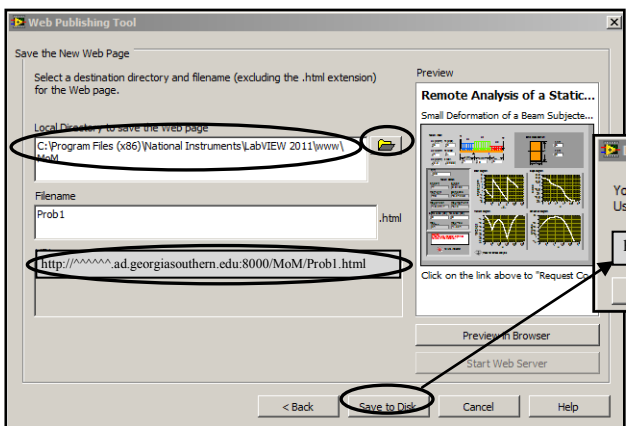 Web Publishing Tool
Save the New Web Page
Select a destination directory and filename (excluding the .html extension)
for the Web page.
Local Directory to save the Web page
C:\Program Files (x86)\National Instruments\LabVIEW 2011\www\
MoM
Filename
Prob1
.html
http://^^^^^^.ad.georgiasouthern.edu:8000/MoM/Prob1.html
Preview
Remote Analysis of a Static...
Small Deformation of a Beam Subjecte...
Click on the link above to "Request Co
Preview in Browser
Start Web Server
< Back
Save to Disk
Cancel
Help